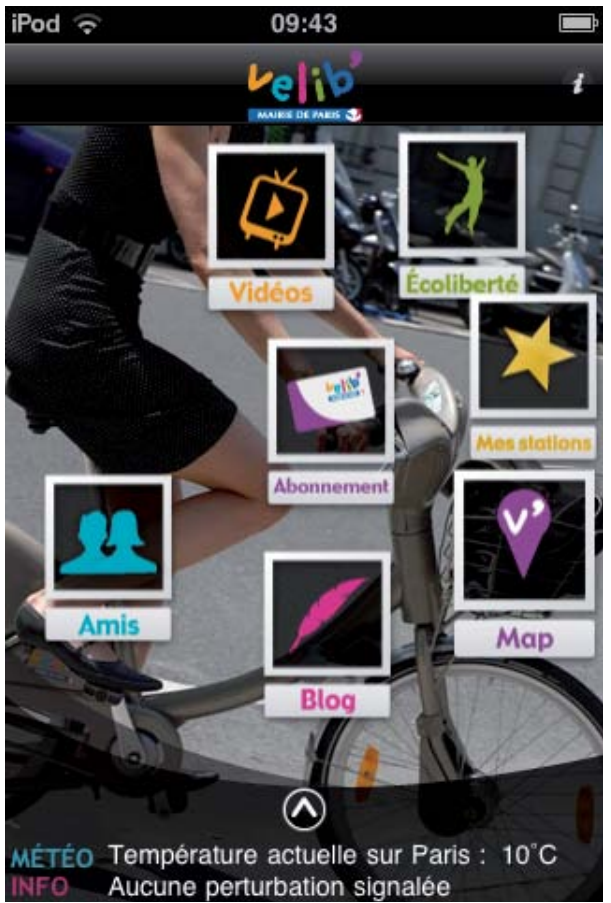 iPod 09:43
velib'
MAIRIE DE PARIS
i
Vidéos
Écoliberté
velib'
Mes stations
Abonnement
v'
Amis
Map
Blog
MÉTÉO Température actuelle sur Paris : 10°C
INFO Aucune perturbation signalée